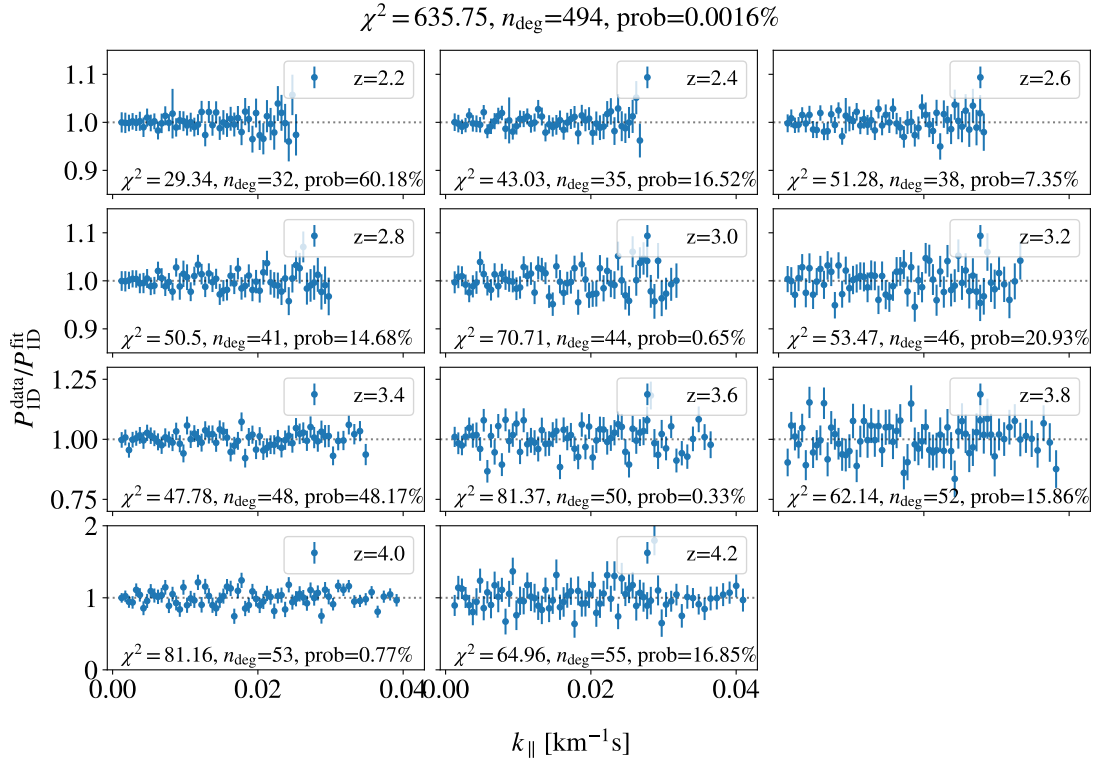 χ² = 635.75, n_deg=494, prob=0.0016%
1.1
1.0
0.9
z=2.2
χ² = 29.34, n_deg=32, prob=60.18%
z=2.4
χ² = 43.03, n_deg=35, prob=16.52%
z=2.6
χ² = 51.28, n_deg=38, prob=7.35%
1.1
1.0
0.9
z=2.8
χ² = 50.5, n_deg=41, prob=14.68%
z=3.0
χ² = 70.71, n_deg=44, prob=0.65%
z=3.2
χ² = 53.47, n_deg=46, prob=20.93%
P_1D^data/P_1D^fit
1.25
1.00
0.75
z=3.4
χ² = 47.78, n_deg=48, prob=48.17%
z=3.6
χ² = 81.37, n_deg=50, prob=0.33%
z=3.8
χ² = 62.14, n_deg=52, prob=15.86%
2
1
0
z=4.0
χ² = 81.16, n_deg=53, prob=0.77%
z=4.2
χ² = 64.96, n_deg=55, prob=16.85%
0.00 0.02 0.04 0.00 0.02 0.04
k_∥ [km⁻¹s]